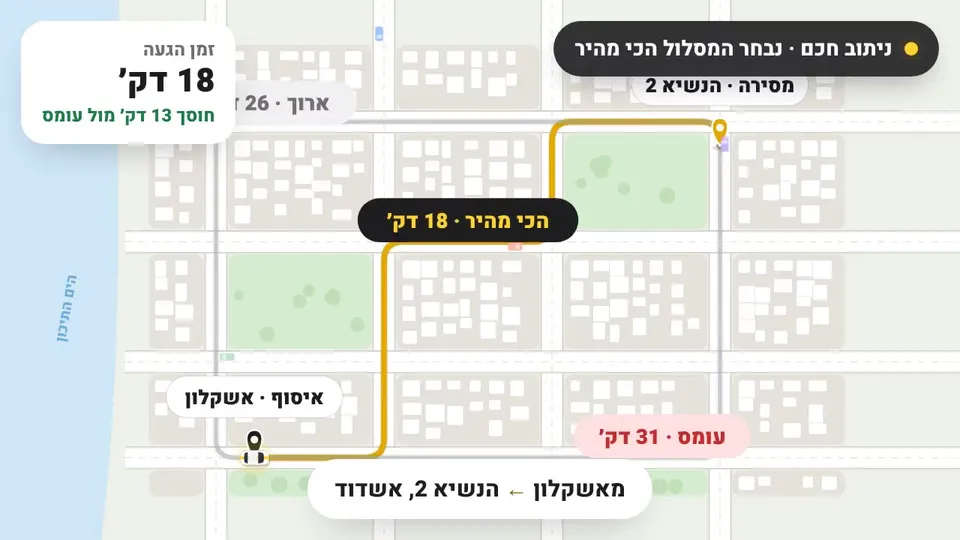 ניתוב חכם · נבחר המסלול הכי מהיר
זמן הגעה
18 דק׳
חוסך 13 דק׳ מול עומס
מסירה · הנשיא 2
ארוך · 26
הכי מהיר · 18 דק׳
הים התיכון
איסוף · אשקלון
עומס · 31 דק׳
מאשקלון ← הנשיא 2, אשדוד